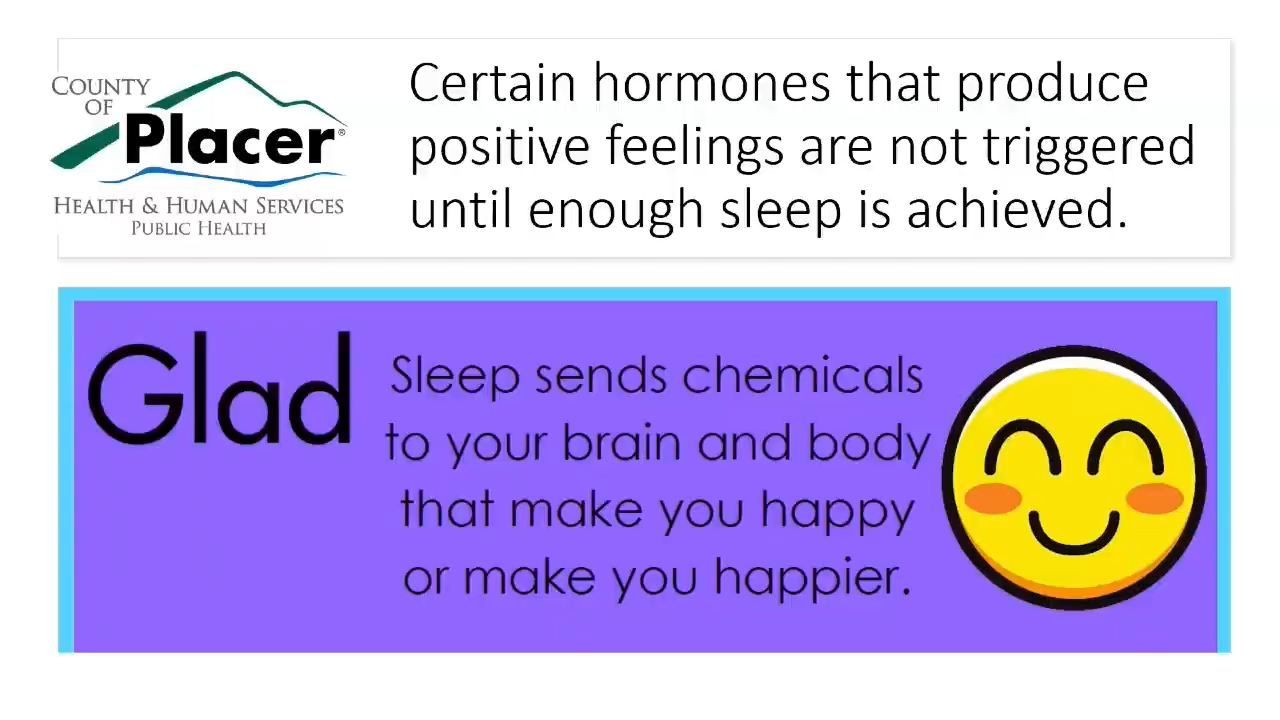 COUNTY
OF
Placer®
HEALTH & HUMAN SERVICES
PUBLIC HEALTH
Certain hormones that produce
positive feelings are not triggered
until enough sleep is achieved.
Glad
Sleep sends chemicals
to your brain and body
that make you happy
or make you happier.